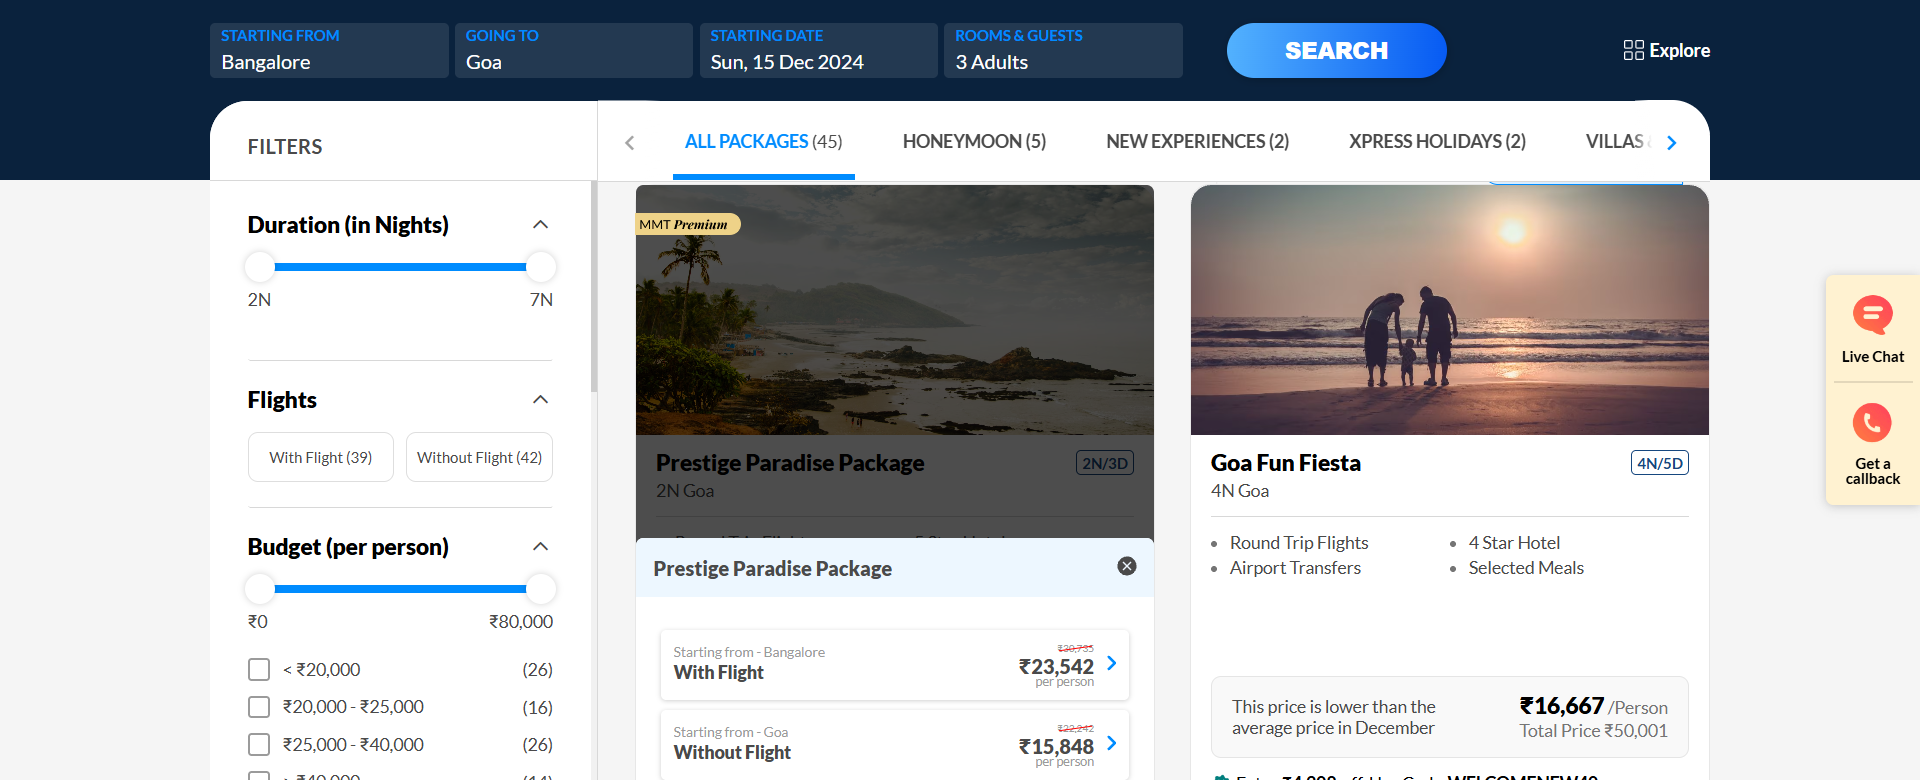 STARTING FROM
Bangalore
GOING TO
Goa
STARTING DATE
Sun, 15 Dec 2024
ROOMS & GUESTS
3 Adults
SEARCH
Explore
FILTERS
ALL PACKAGES (45)
HONEYMOON (5)
NEW EXPERIENCES (2)
XPRESS HOLIDAYS (2)
VILLAS
Duration (in Nights)
2N
7N
Flights
With Flight (39)
Without Flight (42)
Budget (per person)
₹0
₹80,000
< ₹20,000
(26)
₹20,000 - ₹25,000
(16)
₹25,000 - ₹40,000
(26)
MMT Premium
Prestige Paradise Package
2N/3D
2N Goa
Prestige Paradise Package
Starting from - Bangalore
With Flight
₹30,735
₹23,542
per person
Starting from - Goa
Without Flight
₹22,242
₹15,848
per person
Goa Fun Fiesta
4N/5D
4N Goa
Round Trip Flights
4 Star Hotel
Airport Transfers
Selected Meals
This price is lower than the
average price in December
₹16,667 /Person
Total Price ₹50,001
Live Chat
Get a
callback